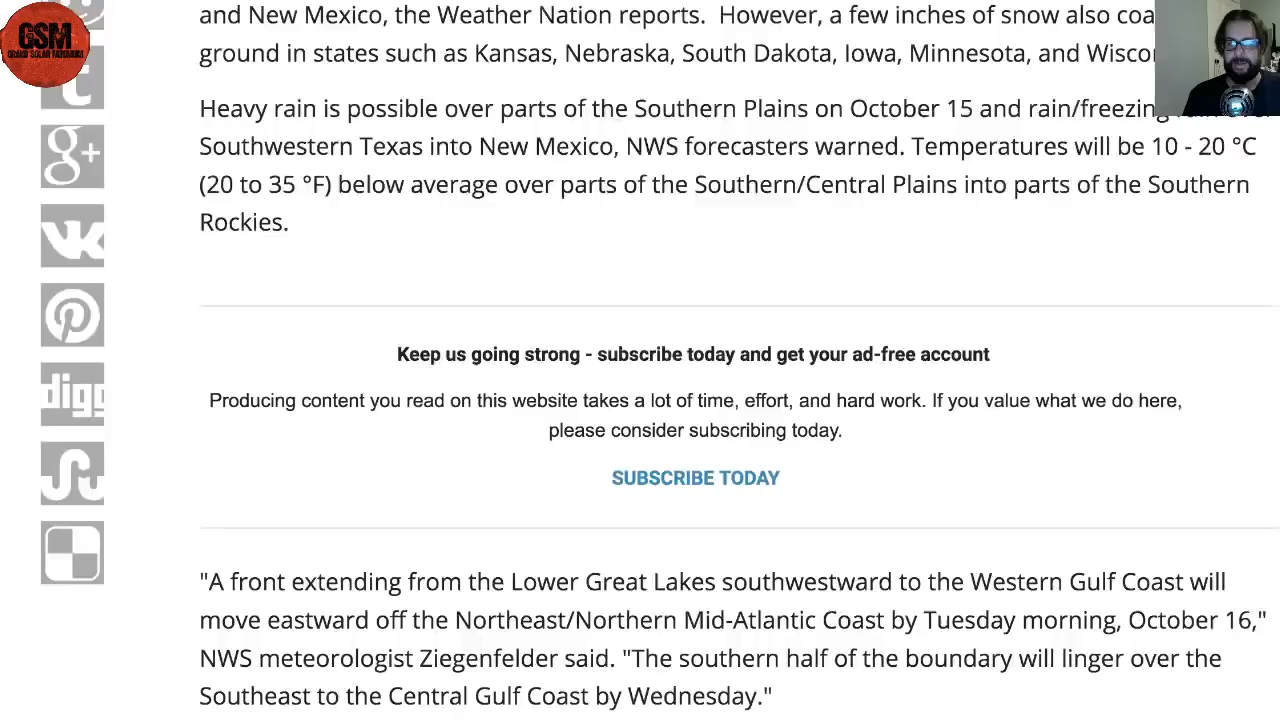 GSM
GRAND SOLAR MINIMUM
and New Mexico, the Weather Nation reports. However, a few inches of snow also coa
ground in states such as Kansas, Nebraska, South Dakota, Iowa, Minnesota, and Wisco
Heavy rain is possible over parts of the Southern Plains on October 15 and rain/freezing
Southwestern Texas into New Mexico, NWS forecasters warned. Temperatures will be 10 - 20 °C
(20 to 35 °F) below average over parts of the Southern/Central Plains into parts of the Southern
Rockies.
Keep us going strong - subscribe today and get your ad-free account
Producing content you read on this website takes a lot of time, effort, and hard work. If you value what we do here,
please consider subscribing today.
SUBSCRIBE TODAY
"A front extending from the Lower Great Lakes southwestward to the Western Gulf Coast will
move eastward off the Northeast/Northern Mid-Atlantic Coast by Tuesday morning, October 16,"
NWS meteorologist Ziegenfelder said. "The southern half of the boundary will linger over the
Southeast to the Central Gulf Coast by Wednesday."
t
g+
digg